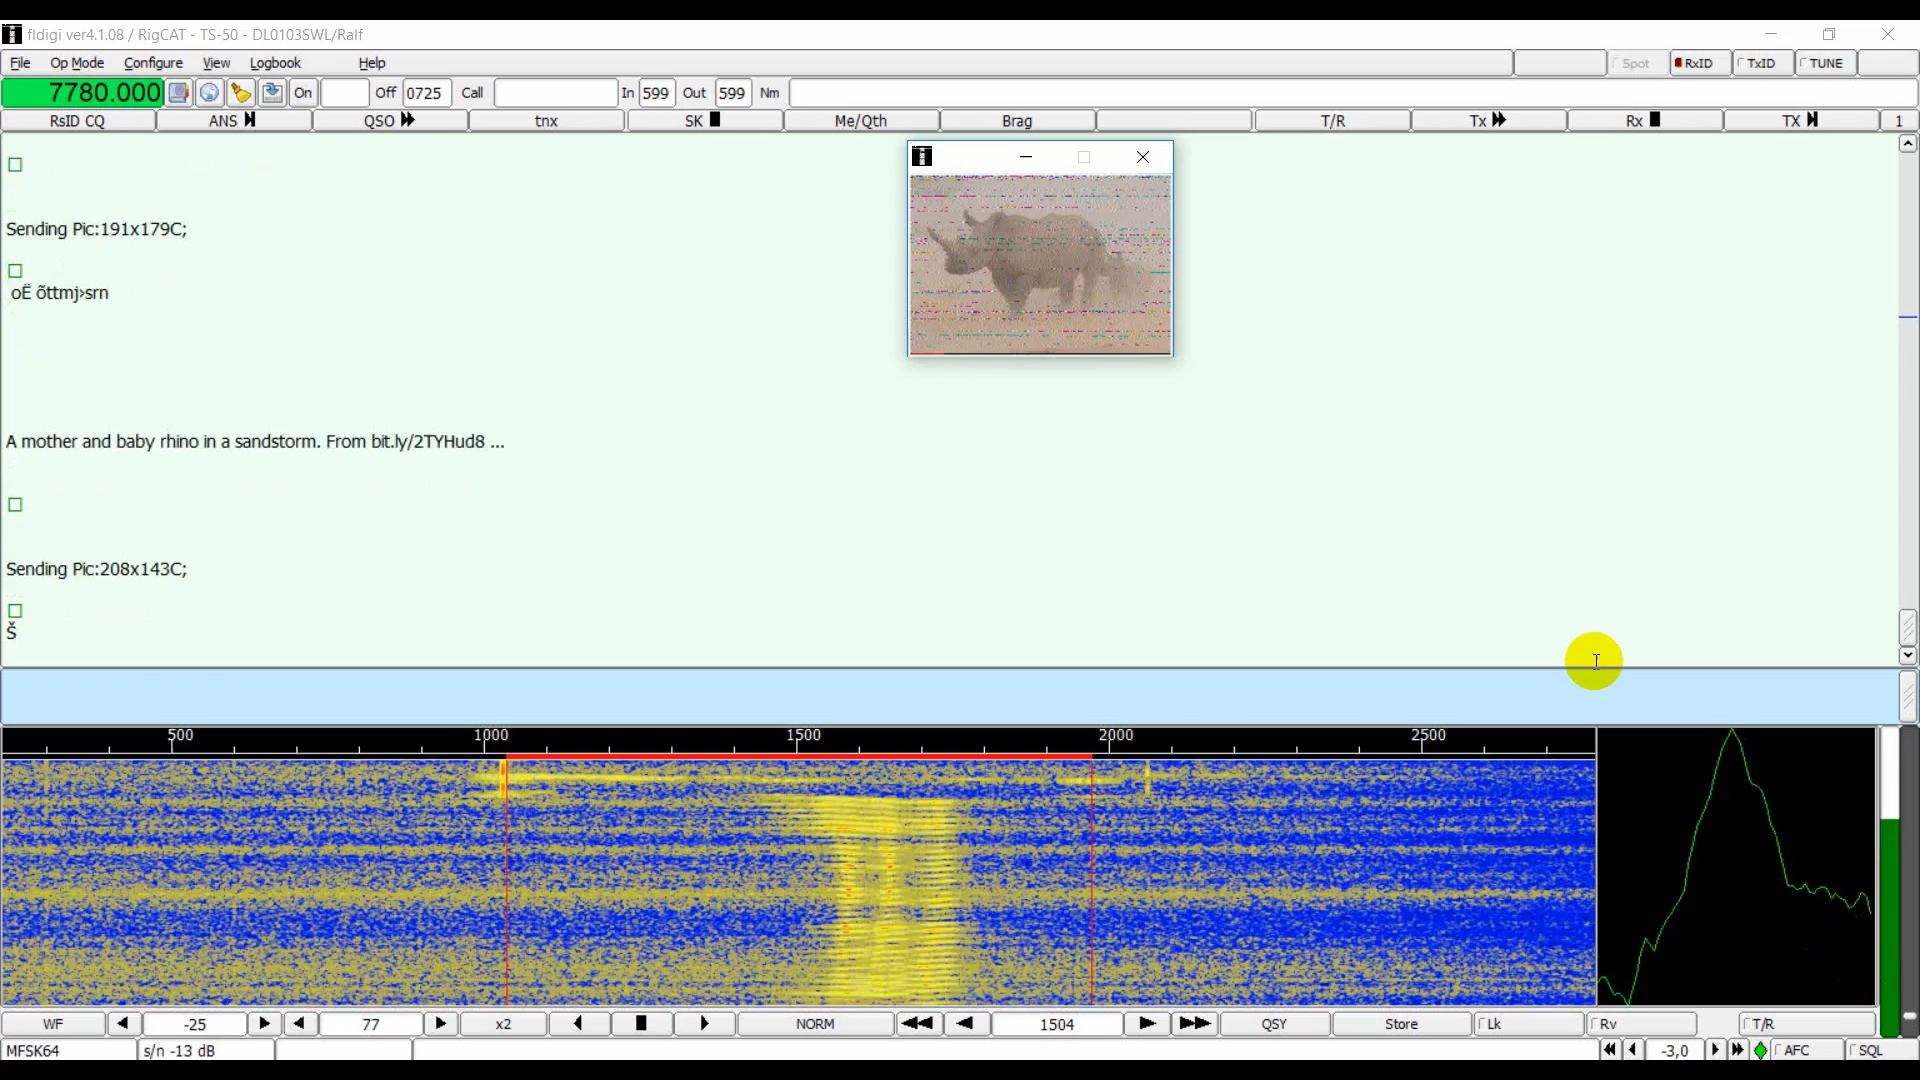 fldigi ver4.1.08 / RigCAT - TS-50 - DL0103SWL/Ralf
File Op Mode Configure View Logbook Help Spot RxID TxID TUNE
7780.000 On Off 0725 Call In 599 Out 599 Nm
RsID CQ ANS QSO tnx SK Me/Qth Brag T/R Tx Rx TX 1
Sending Pic:191x179C;
oË õttmj›srn
A mother and baby rhino in a sandstorm. From bit.ly/2TYHud8 ...
Sending Pic:208x143C;
Š
500 1000 1500 2000 2500
WF -25 77 x2 NORM 1504 QSY Store Lk Rv T/R
MFSK64 s/n -13 dB -3,0 AFC SQL